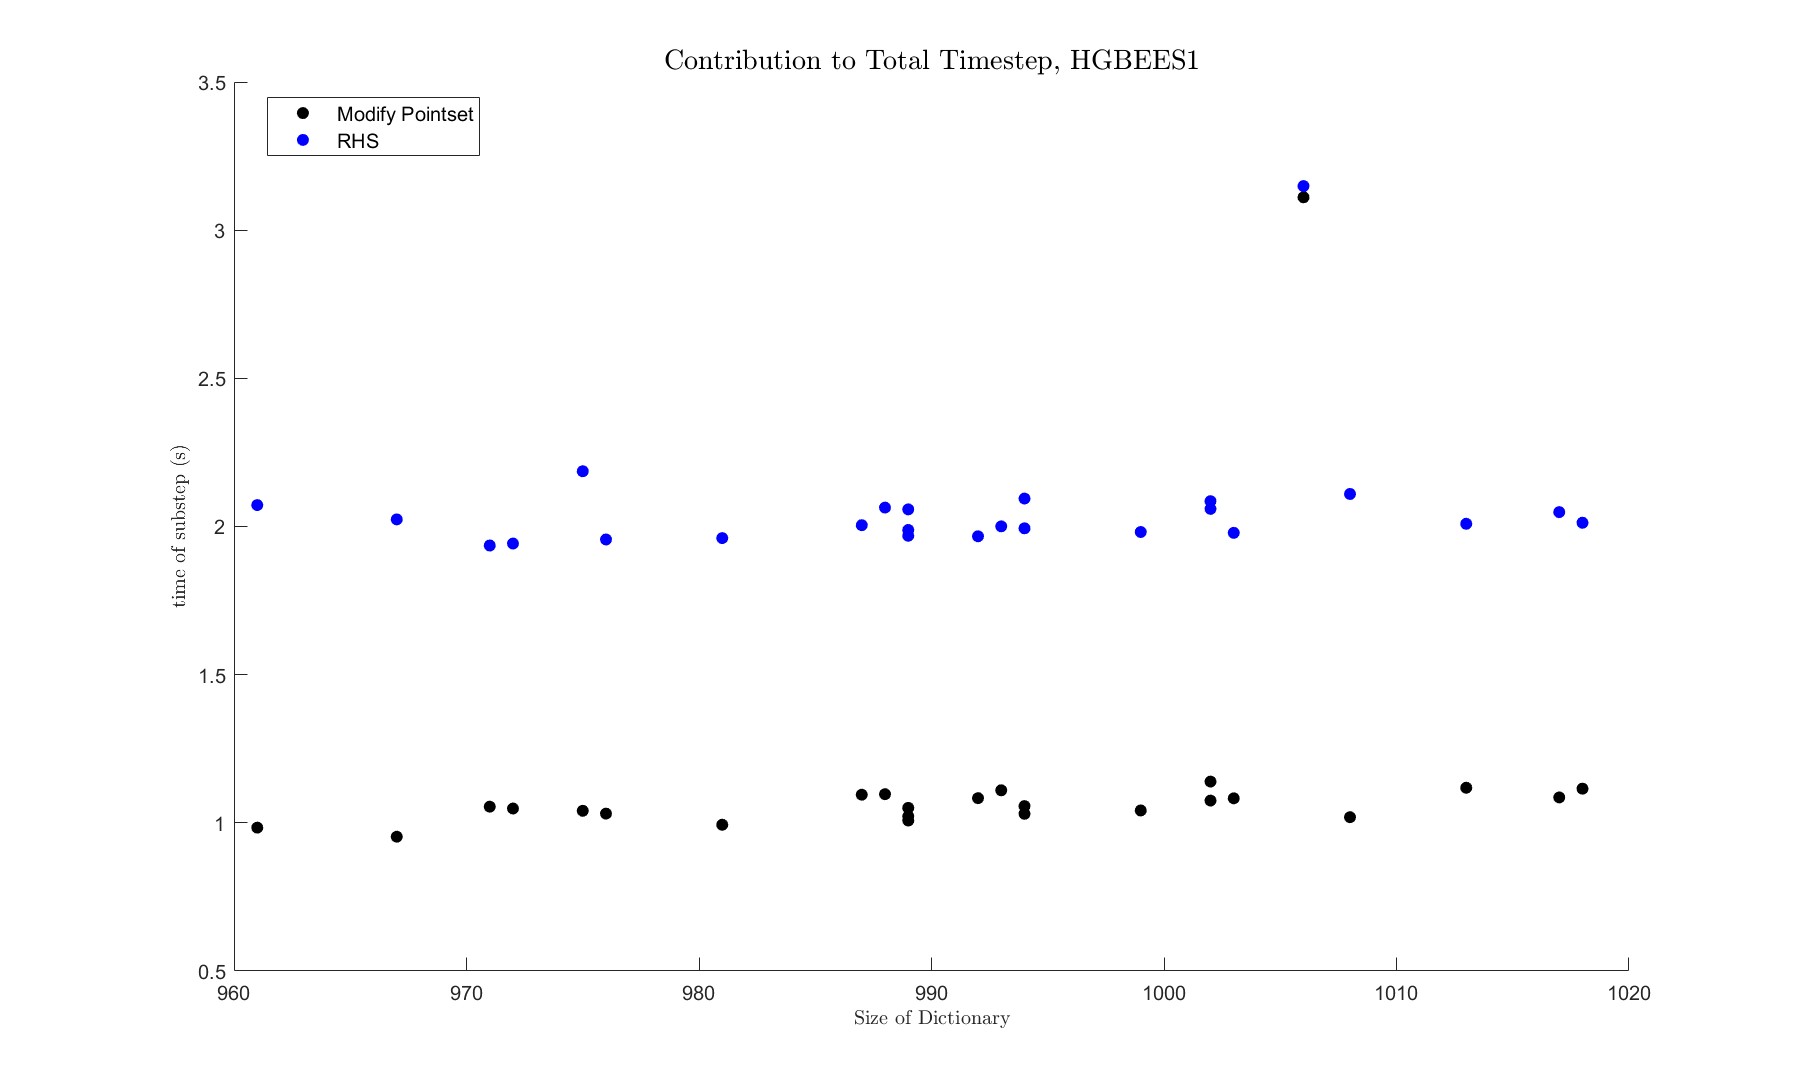 Contribution to Total Timestep, HGBEES1
3.5
Modify Pointset
RHS
3
2.5
time of substep (s)
2
1.5
1
0.5
960 970 980 990 1000 1010 1020
Size of Dictionary